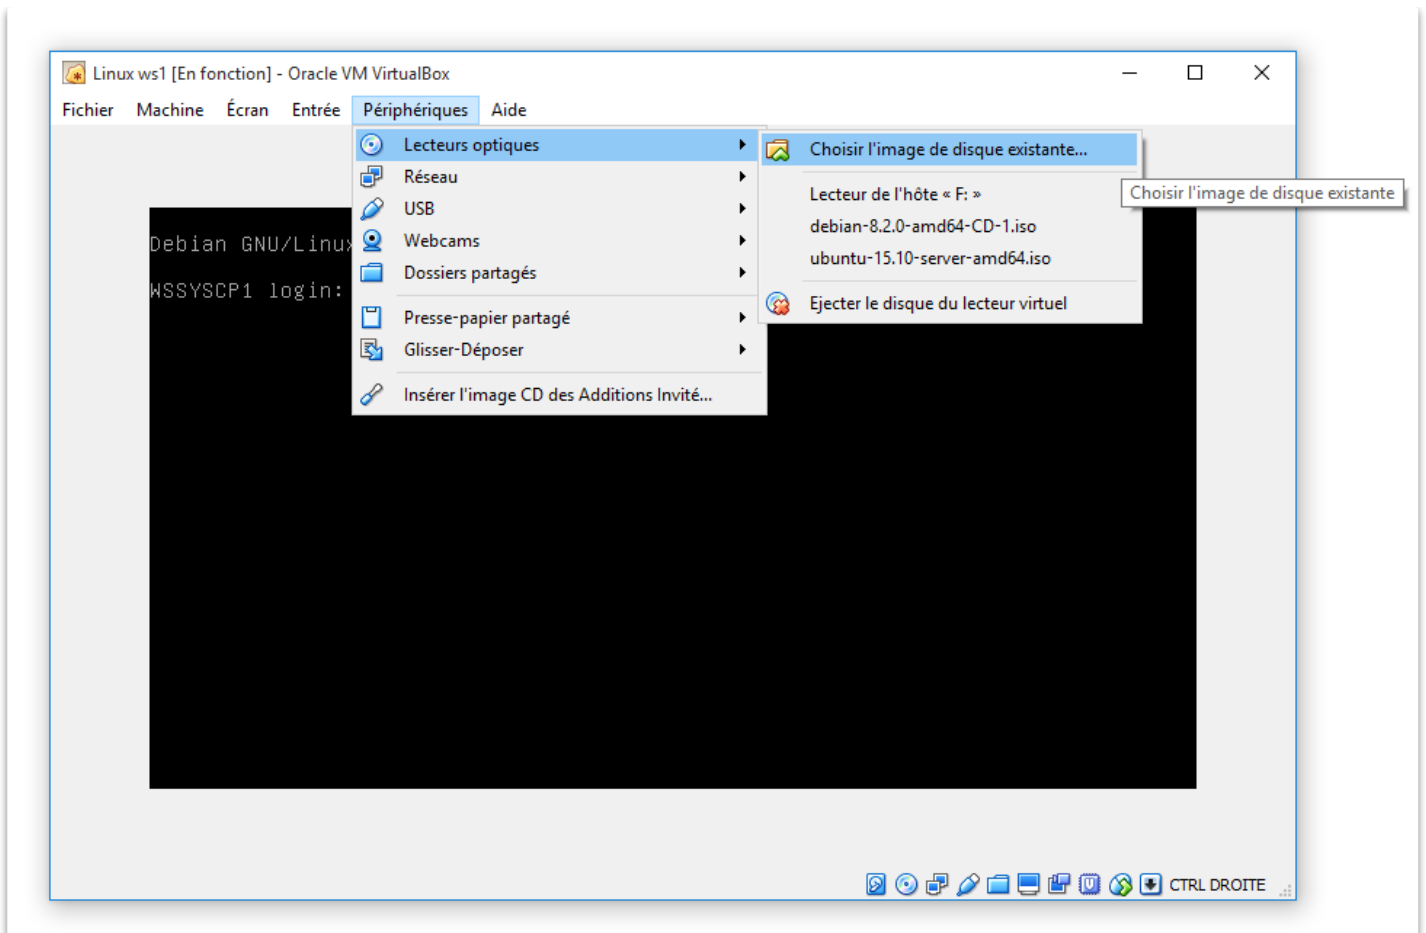 Linux ws1 [En fonction] - Oracle VM VirtualBox
Fichier Machine Écran Entrée Périphériques Aide
Lecteurs optiques
Réseau
USB
Webcams
Dossiers partagés
Presse-papier partagé
Glisser-Déposer
Insérer l'image CD des Additions Invité...
Choisir l'image de disque existante...
Lecteur de l'hôte « F: »
debian-8.2.0-amd64-CD-1.iso
ubuntu-15.10-server-amd64.iso
Ejecter le disque du lecteur virtuel
Choisir l'image de disque existante
Debian GNU/Linux
WSSYSCP1 login:
CTRL DROITE